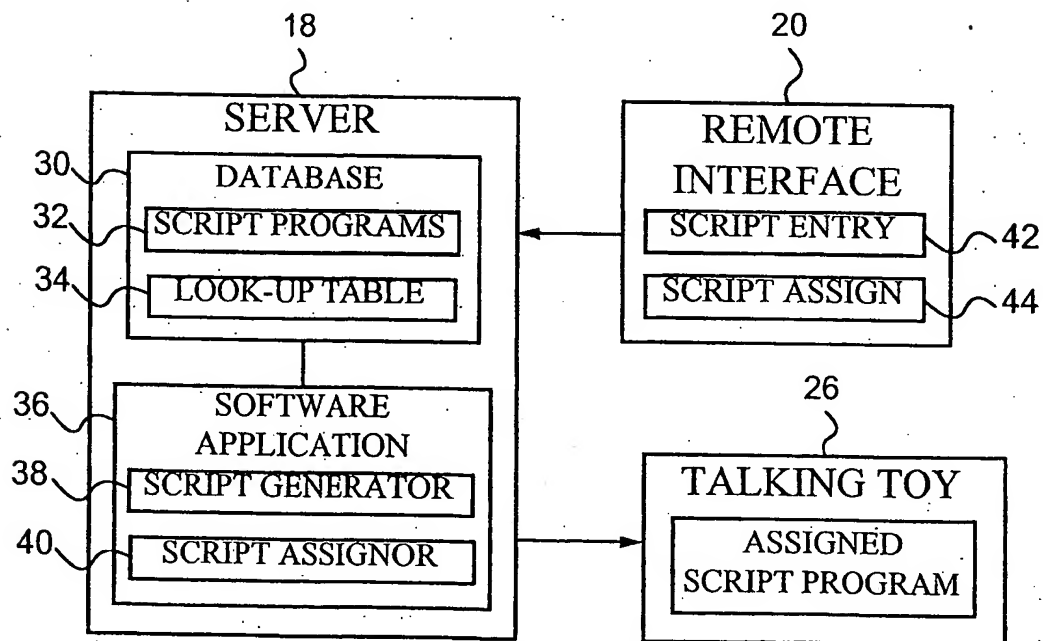 18
SERVER
30
DATABASE
32
SCRIPT PROGRAMS
34
LOOK-UP TABLE
36
SOFTWARE
APPLICATION
38
SCRIPT GENERATOR
40
SCRIPT ASSIGNOR
20
REMOTE
INTERFACE
SCRIPT ENTRY
42
SCRIPT ASSIGN
44
26
TALKING TOY
ASSIGNED
SCRIPT PROGRAM